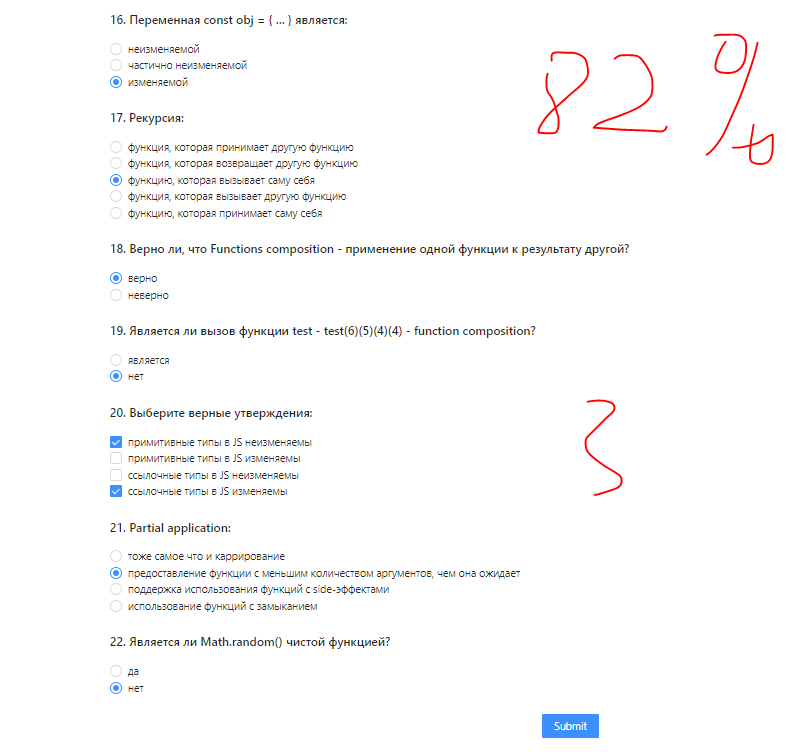 16. Переменная const obj = { ... } является:
неизменяемой
частично неизменяемой
изменяемой
82 %
17. Рекурсия:
функция, которая принимает другую функцию
функция, которая возвращает другую функцию
функцию, которая вызывает саму себя
функция, которая вызывает другую функцию
функцию, которая принимает саму себя
18. Верно ли, что Functions composition - применение одной функции к результату другой?
верно
неверно
19. Является ли вызов функции test - test(6)(5)(4)(4) - function composition?
является
нет
20. Выберите верные утверждения:
примитивные типы в JS неизменяемы
примитивные типы в JS изменяемы
ссылочные типы в JS неизменяемы
ссылочные типы в JS изменяемы
3
21. Partial application:
тоже самое что и каррирование
предоставление функции с меньшим количеством аргументов, чем она ожидает
поддержка использования функций с side-эффектами
использование функций с замыканием
22. Является ли Math.random() чистой функцией?
да
нет
Submit